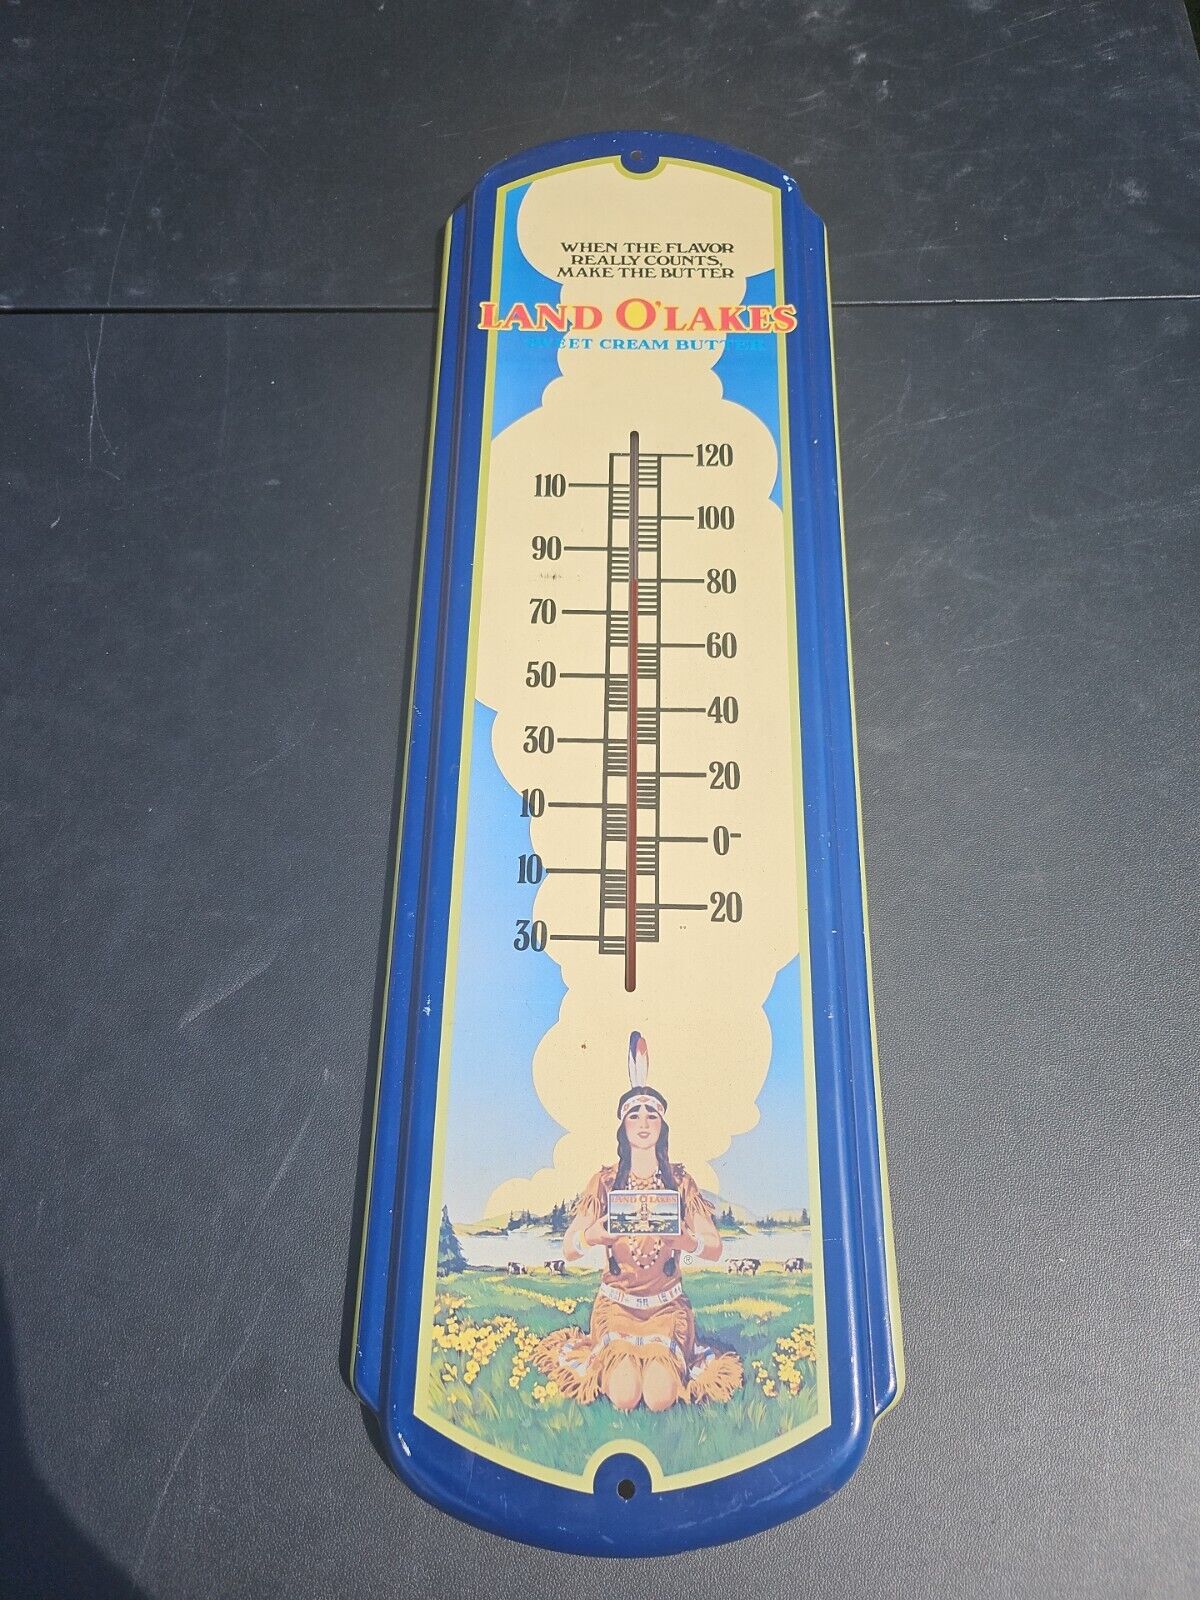 WHEN THE FLAVOR
REALLY COUNTS,
MAKE THE BUTTER
LAND O'LAKES
SWEET CREAM BUTTER
120
110
100
90
80
70
60
50
40
30
20
10
0-
10
20
30
LAND O LAKES
®